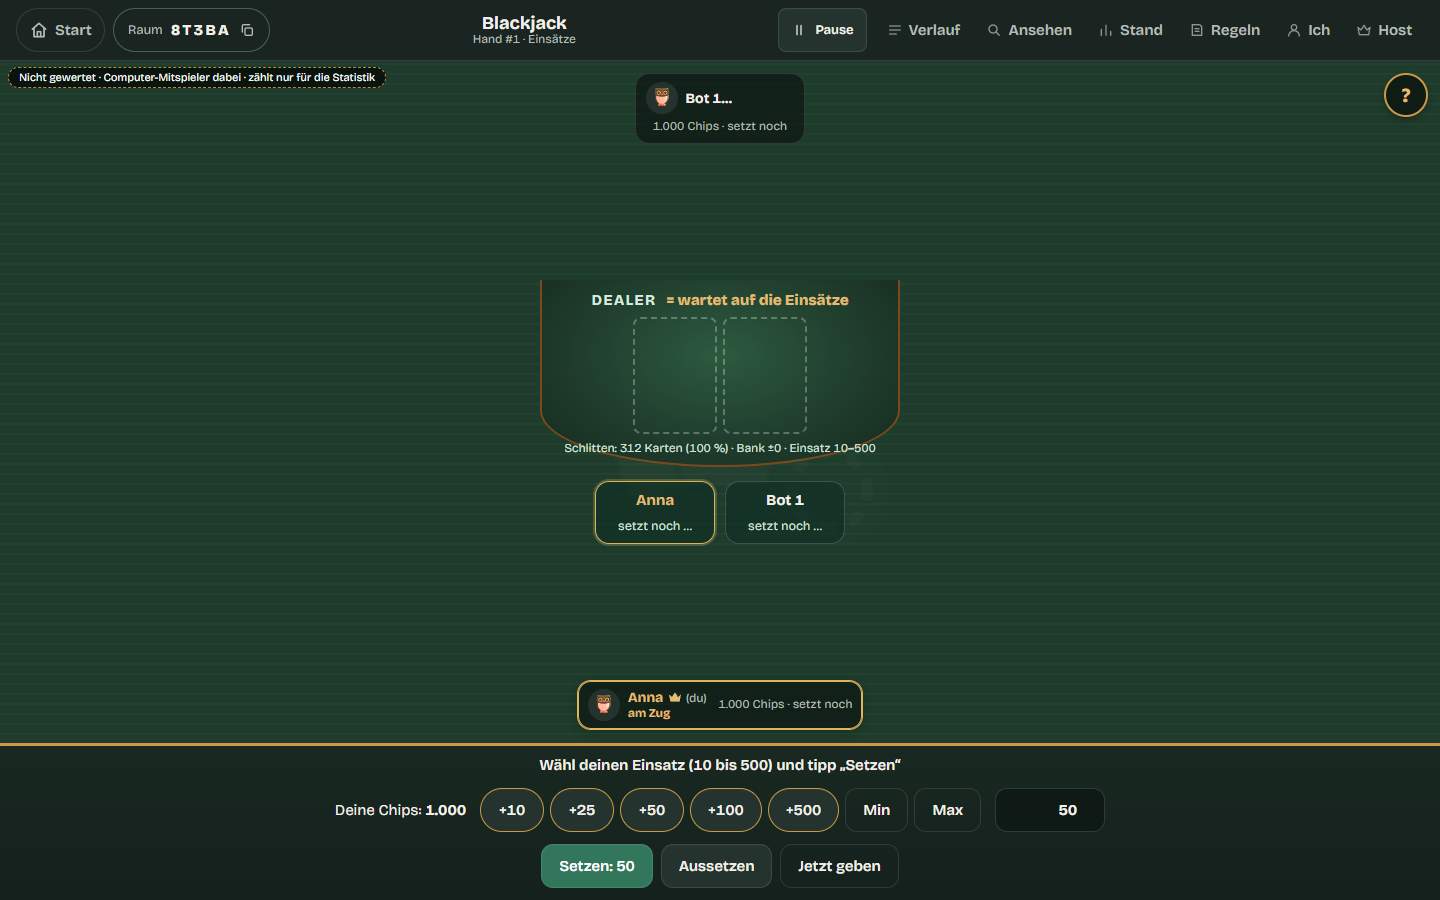 Start
Raum 8T3BA
Blackjack
Hand #1 · Einsätze
Pause
Verlauf
Ansehen
Stand
Regeln
Ich
Host
Nicht gewertet · Computer-Mitspieler dabei · zählt nur für die Statistik
Bot 1...
1.000 Chips · setzt noch
?
DEALER = wartet auf die Einsätze
Schlitten: 312 Karten (100 %) · Bank ±0 · Einsatz 10–500
Anna
setzt noch ...
Bot 1
setzt noch ...
Anna (du)
am Zug
1.000 Chips · setzt noch
Wähl deinen Einsatz (10 bis 500) und tipp „Setzen“
Deine Chips: 1.000
+10
+25
+50
+100
+500
Min
Max
50
Setzen: 50
Aussetzen
Jetzt geben